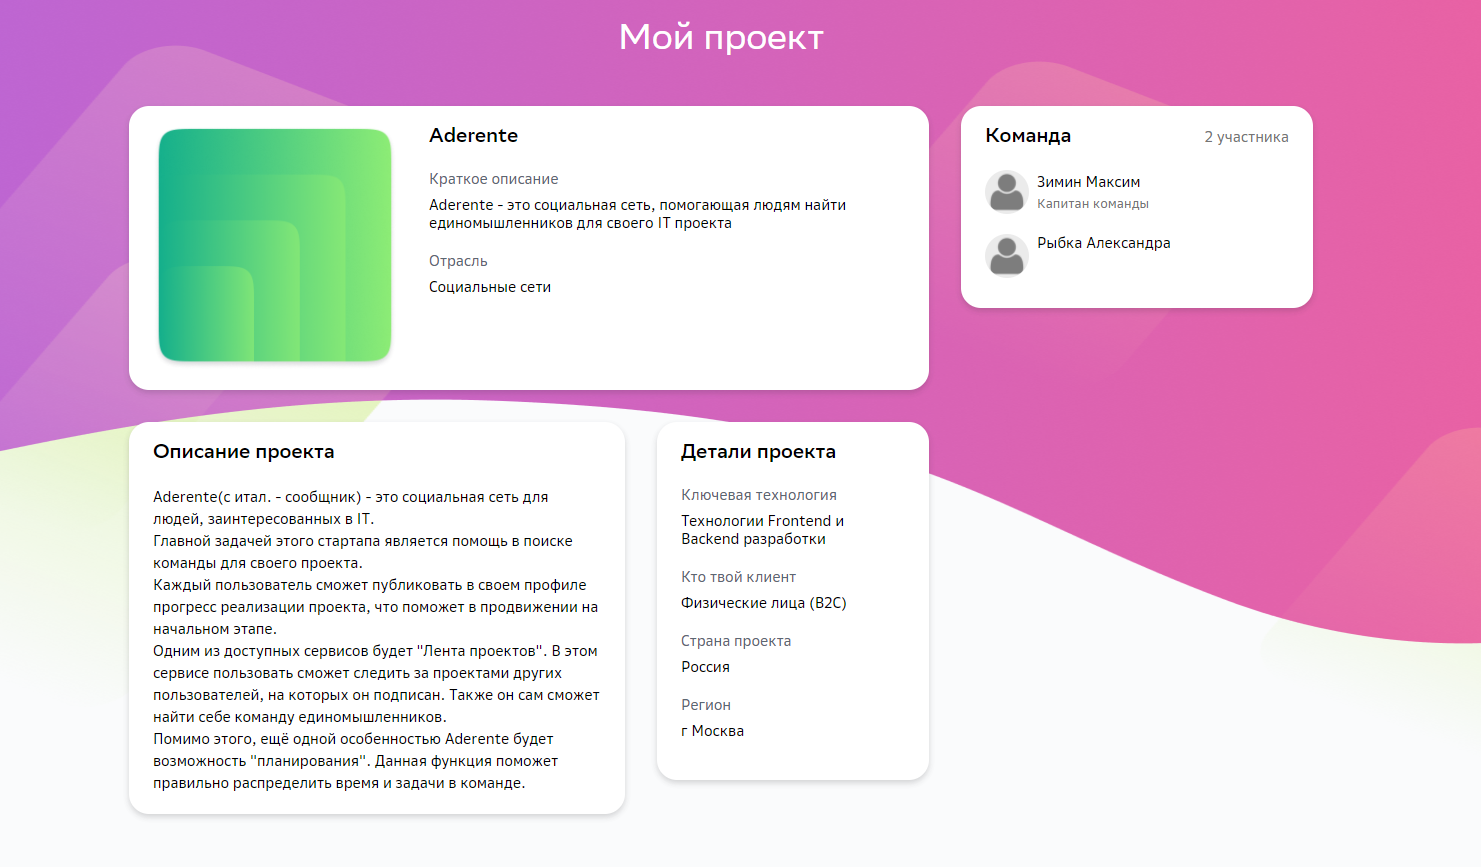 Мой проект
Aderente
Краткое описание
Aderente - это социальная сеть, помогающая людям найти
единомышленников для своего IT проекта
Отрасль
Социальные сети
Команда
2 участника
Зимин Максим
Капитан команды
Рыбка Александра
Описание проекта
Aderente(с итал. - сообщник) - это социальная сеть для
людей, заинтересованных в IT.
Главной задачей этого стартапа является помощь в поиске
команды для своего проекта.
Каждый пользователь сможет публиковать в своем профиле
прогресс реализации проекта, что поможет в продвижении на
начальном этапе.
Одним из доступных сервисов будет "Лента проектов". В этом
сервисе пользовать сможет следить за проектами других
пользователей, на которых он подписан. Также он сам сможет
найти себе команду единомышленников.
Помимо этого, ещё одной особенностью Aderente будет
возможность "планирования". Данная функция поможет
правильно распределить время и задачи в команде.
Детали проекта
Ключевая технология
Технологии Frontend и
Backend разработки
Кто твой клиент
Физические лица (B2C)
Страна проекта
Россия
Регион
г Москва